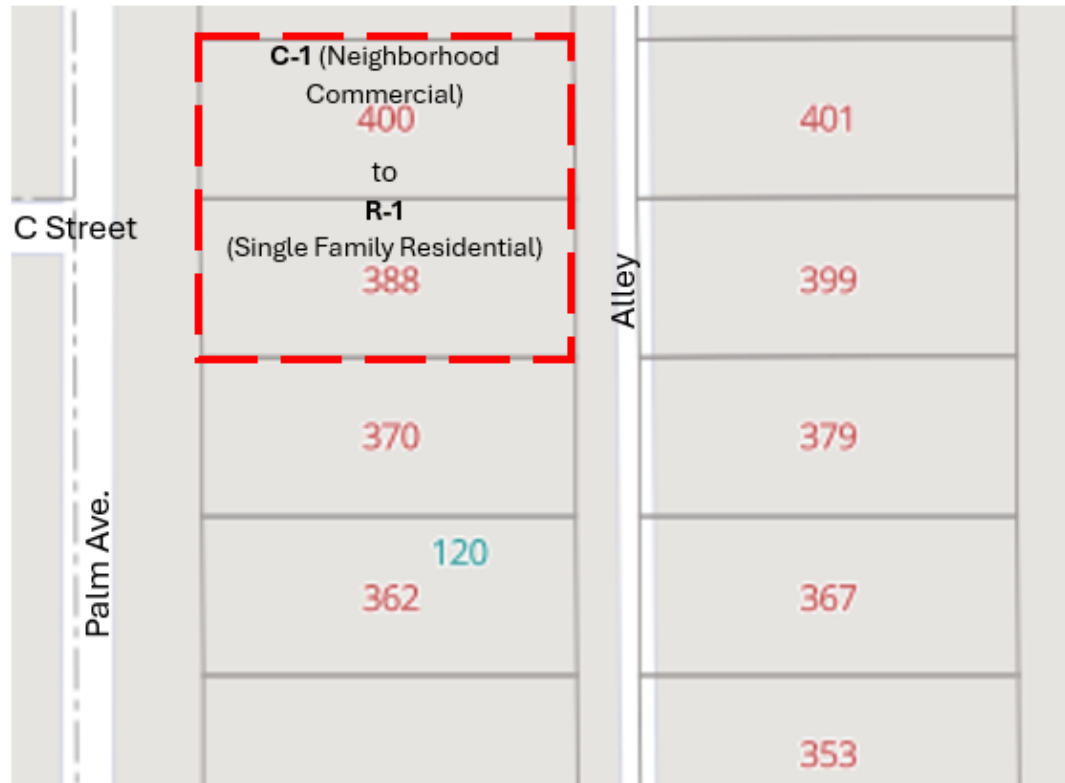 C-1 (Neighborhood
Commercial)
400
401
to
R-1
C Street
(Single Family Residential)
388
399
Alley
370
379
Palm Ave.
120
362
367
353